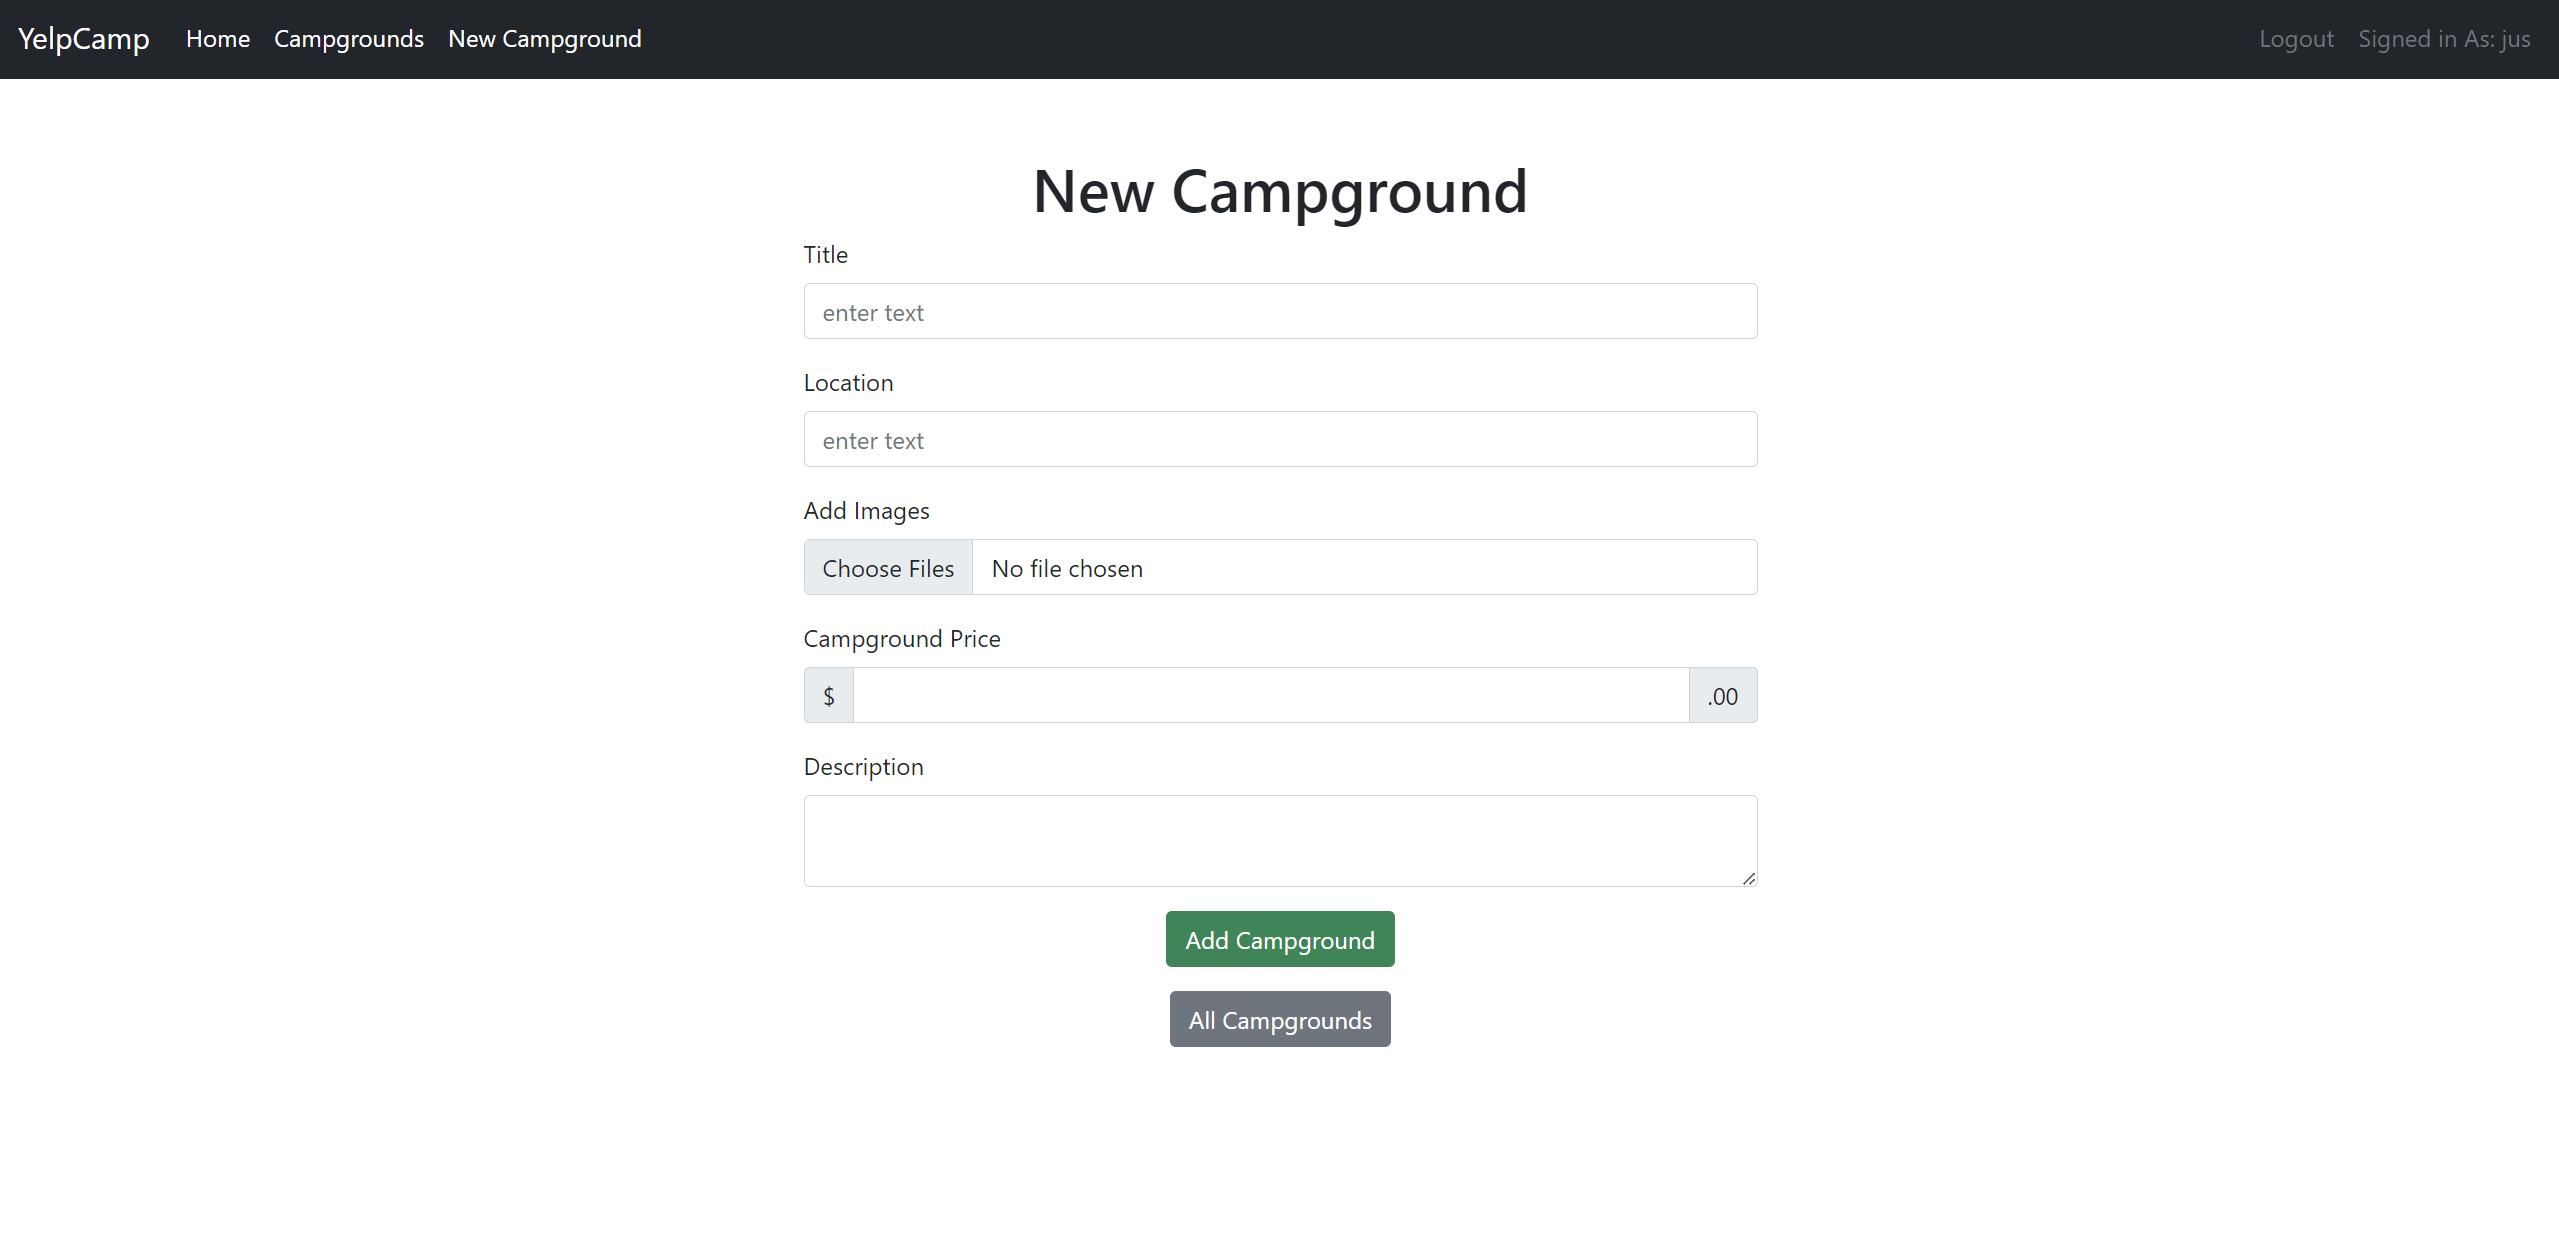 YelpCamp Home Campgrounds New Campground Logout Signed in As: jus
New Campground
Title
enter text
Location
enter text
Add Images
Choose Files No file chosen
Campground Price
$ .00
Description
Add Campground
All Campgrounds